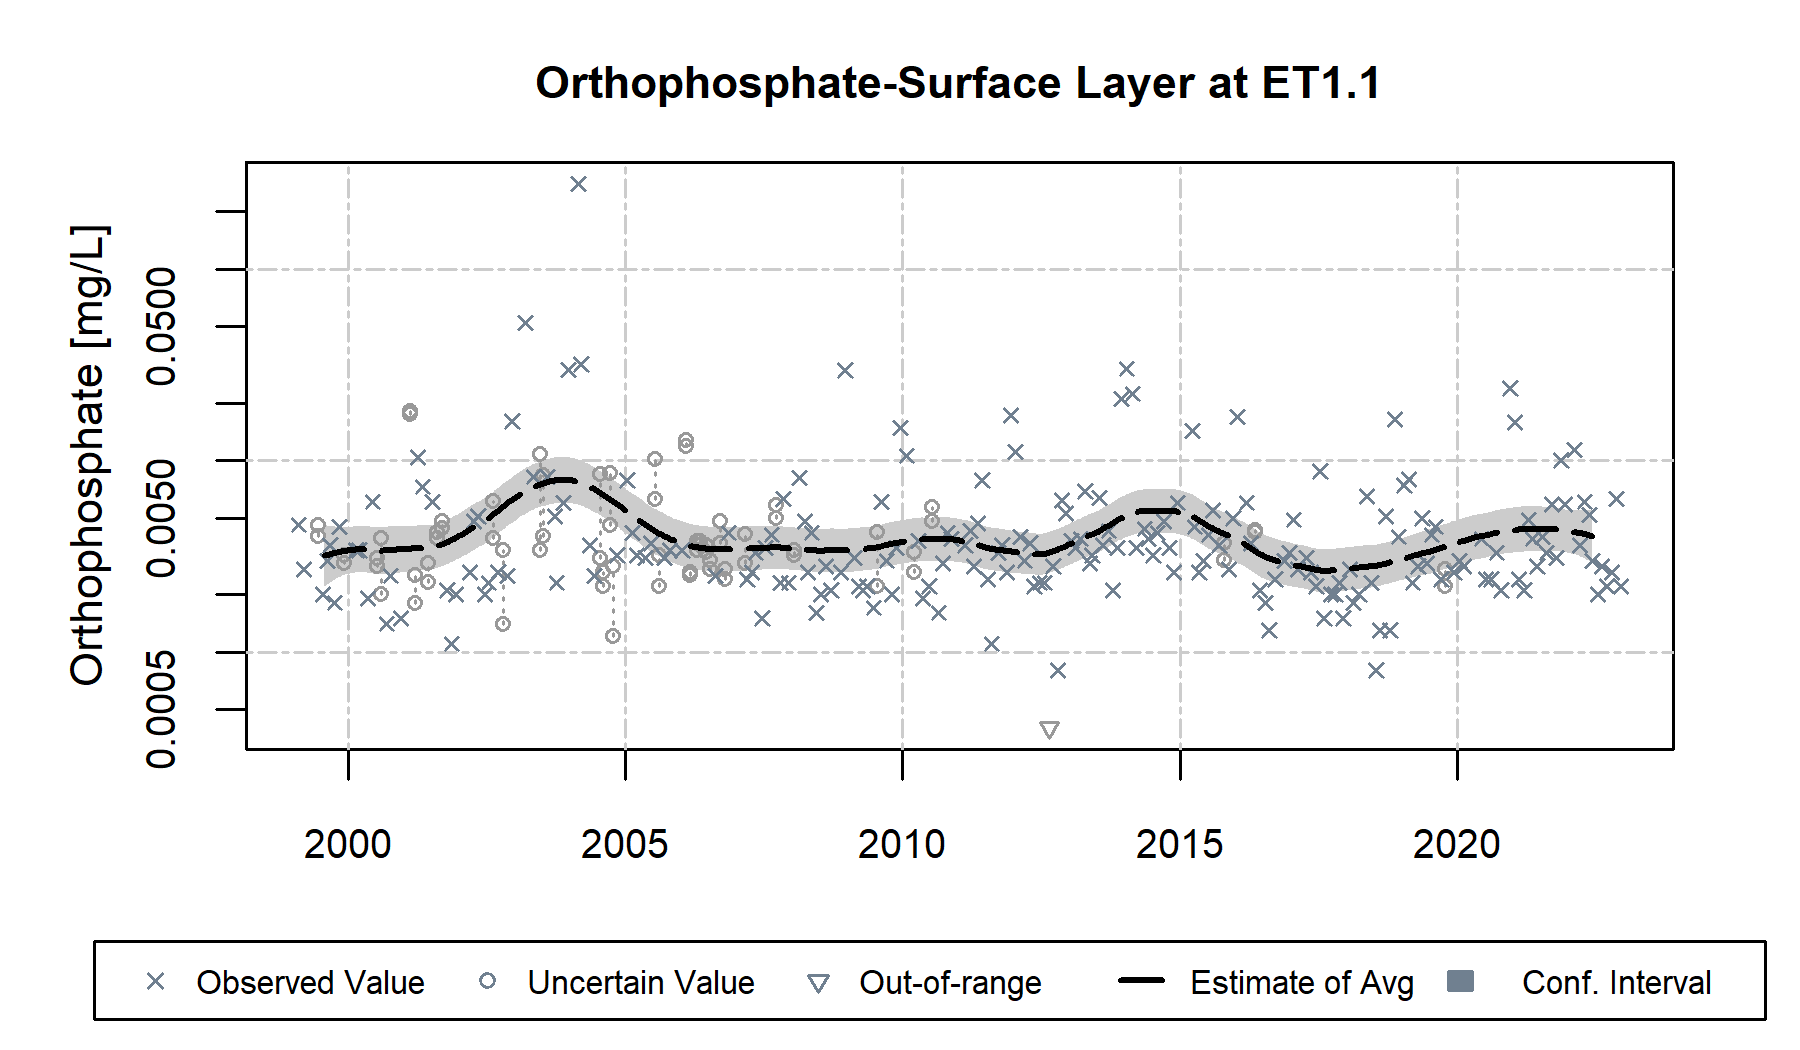 Orthophosphate-Surface Layer at ET1.1
Orthophosphate [mg/L]
0.0500
0.0050
0.0005
2000 2005 2010 2015 2020
Observed Value Uncertain Value Out-of-range Estimate of Avg Conf. Interval